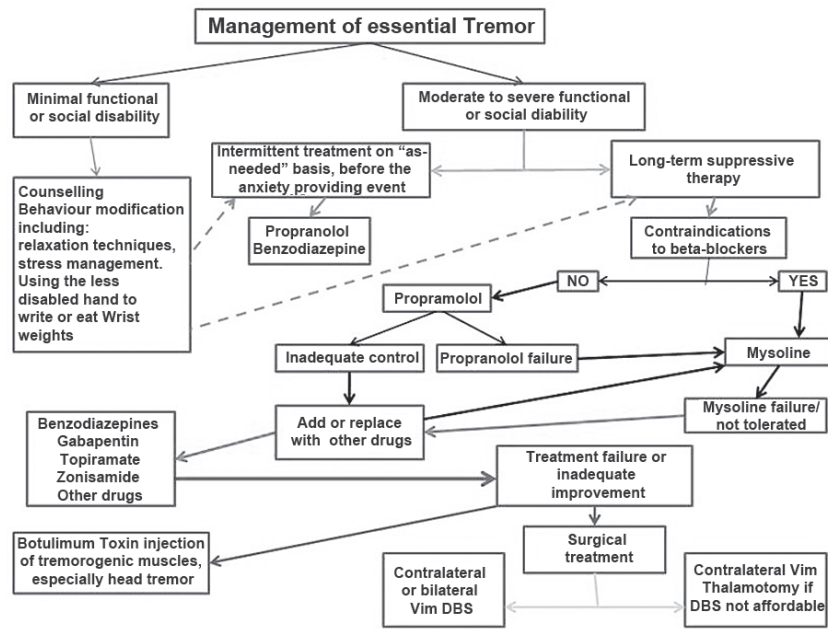 Management of essential Tremor
Minimal functional
or social disability
Moderate to severe functional
or social diability
Intermittent treatment on “as-
needed” basis, before the
anxiety providing event
Long-term suppressive
therapy
Counselling
Behaviour modification
including:
relaxation techniques,
stress management.
Using the less
disabled hand to
write or eat Wrist
weights
Propranolol
Benzodiazepine
Contraindications
to beta-blockers
NO
YES
Propramolol
Inadequate control
Propranolol failure
Mysoline
Add or replace
with other drugs
Mysoline failure/
not tolerated
Benzodiazepines
Gabapentin
Topiramate
Zonisamide
Other drugs
Treatment failure or
inadequate
improvement
Botulimum Toxin injection
of tremorogenic muscles,
especially head tremor
Surgical
treatment
Contralateral
or bilateral
Vim DBS
Contralateral Vim
Thalamotomy if
DBS not affordable